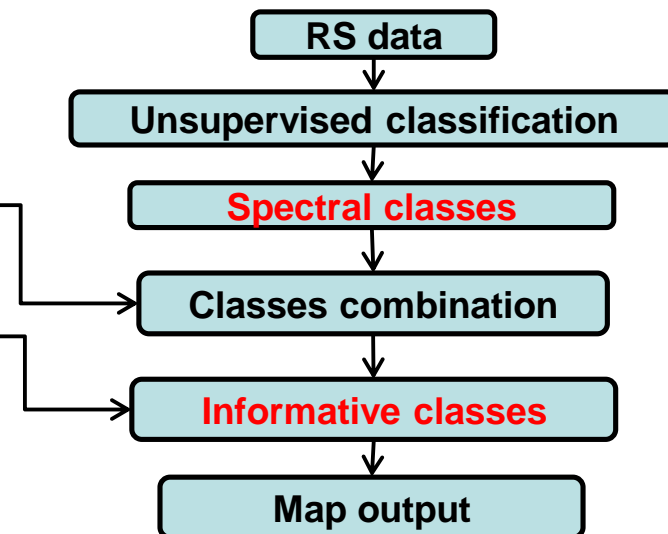 RS data
Unsupervised classification
Spectral classes
Classes combination
Informative classes
Map output